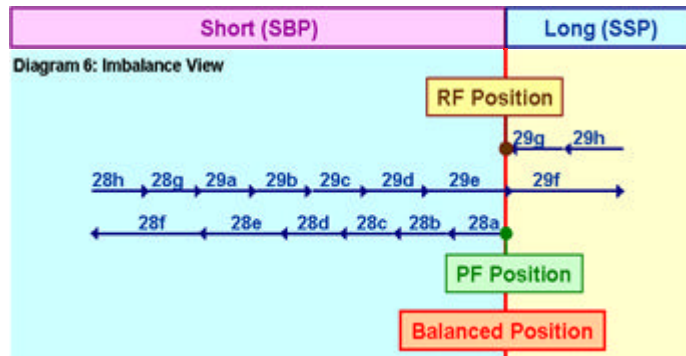 Short (SBP) Long (SSP)
Diagram 6: Imbalance View
RF Position
29g 29h
28h 28g 29a 29b 29c 29d 29e 29f
28f 28e 28d 28c 28b 28a
PF Position
Balanced Position